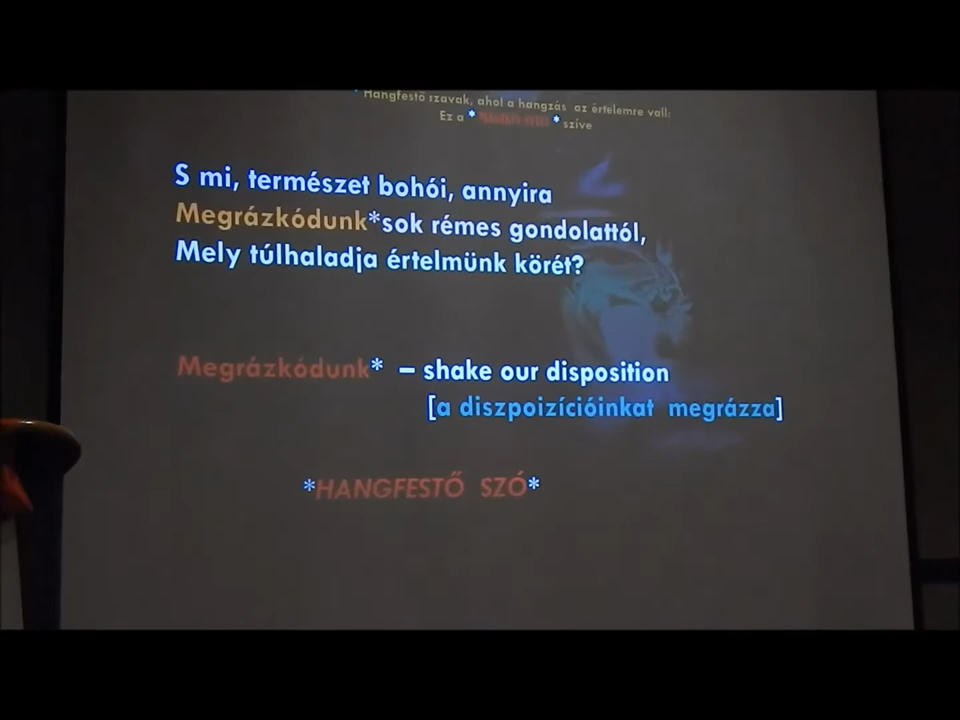 * Hangfestő szavak, ahol a hangzás az értelemre vall:
Ez a * * szíve
S mi, természet bohói, annyira
Megrázkódunk*sok rémes gondolattól,
Mely túlhaladja értelmünk körét?
Megrázkódunk* – shake our disposition
[a diszpoizícióinkat megrázza]
*HANGFESTŐ SZÓ*